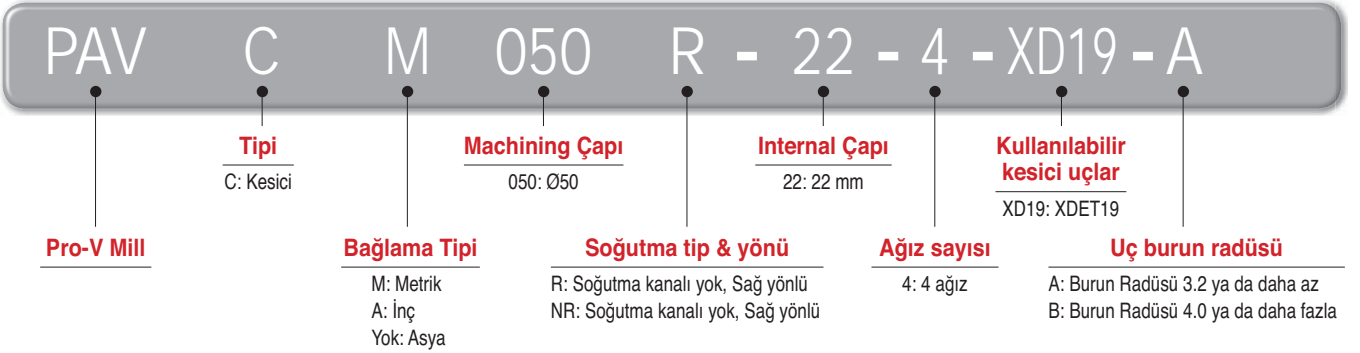 PAV C M 050 R - 22 - 4 - XD19 - A
Tipi
C: Kesici
Machining Çapı
050: Ø50
Internal Çapı
22: 22 mm
Kullanılabilir
kesici uçlar
XD19: XDET19
Pro-V Mill
Bağlama Tipi
M: Metrik
A: İnç
Yok: Asya
Soğutma tip & yönü
R: Soğutma kanalı yok, Sağ yönlü
NR: Soğutma kanalı yok, Sağ yönlü
Ağız sayısı
4: 4 ağız
Uç burun radüsü
A: Burun Radüsü 3.2 ya da daha az
B: Burun Radüsü 4.0 ya da daha fazla